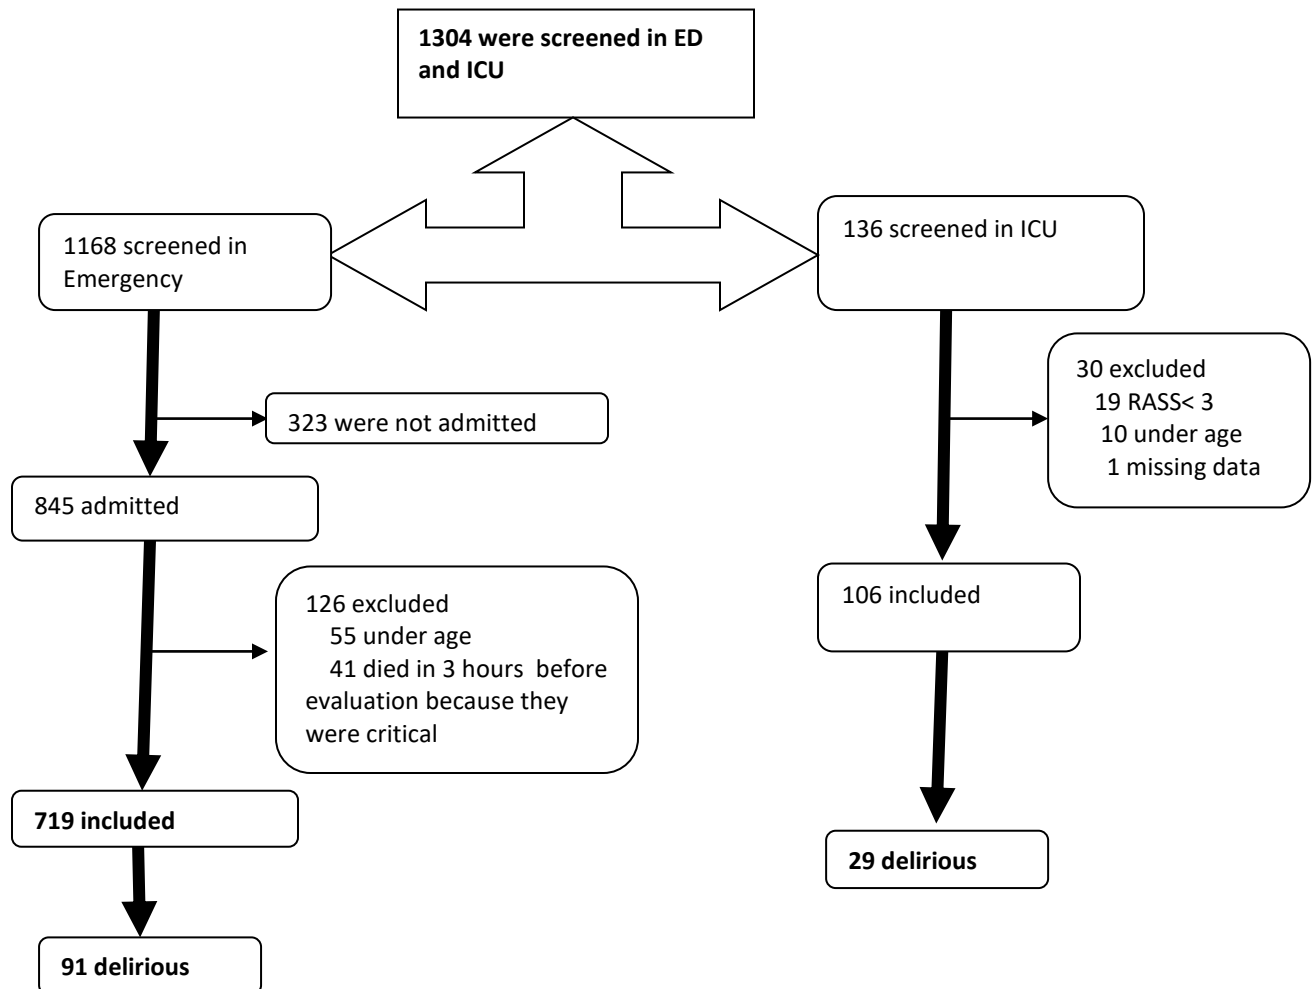 1304 were screened in ED
and ICU
1168 screened in
Emergency
136 screened in ICU
30 excluded
19 RASS< 3
10 under age
1 missing data
323 were not admitted
845 admitted
126 excluded
55 under age
41 died in 3 hours  before
evaluation because they
were critical
106 included
719 included
29 delirious
91 delirious